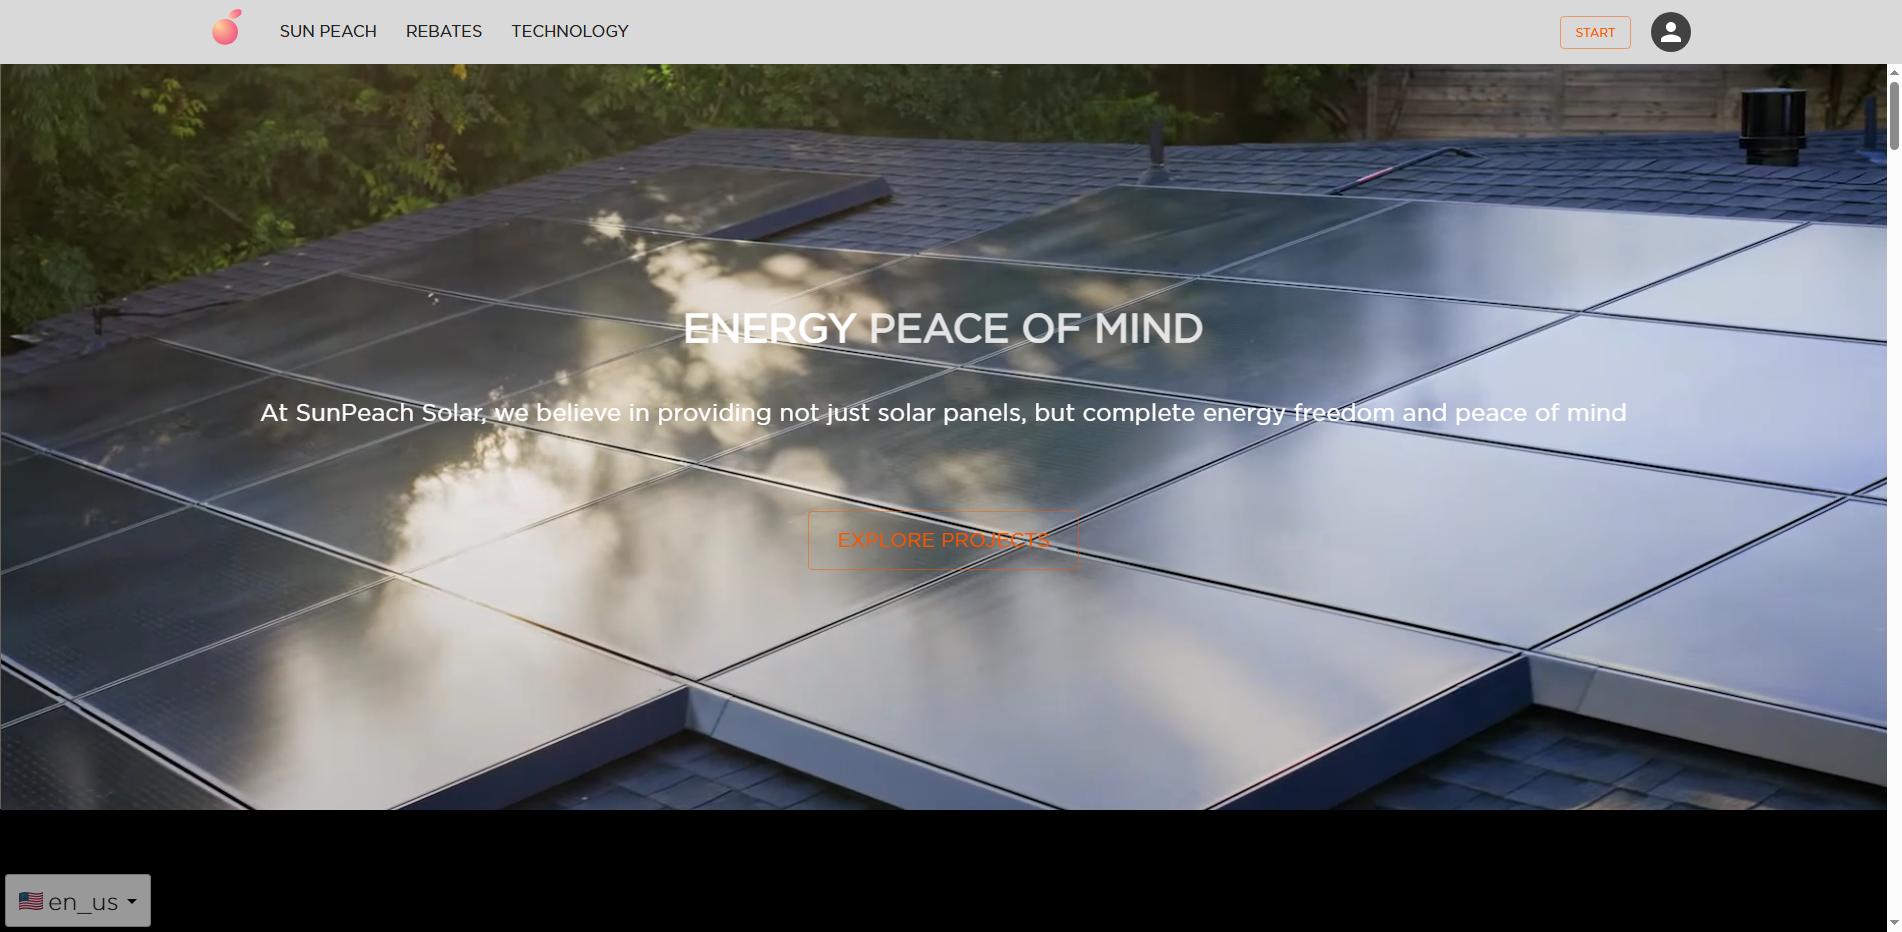 SUN PEACH
REBATES
TECHNOLOGY
START
ENERGY PEACE OF MIND
At SunPeach Solar, we believe in providing not just solar panels, but complete energy freedom and peace of mind
EXPLORE PROJECTS
en_us